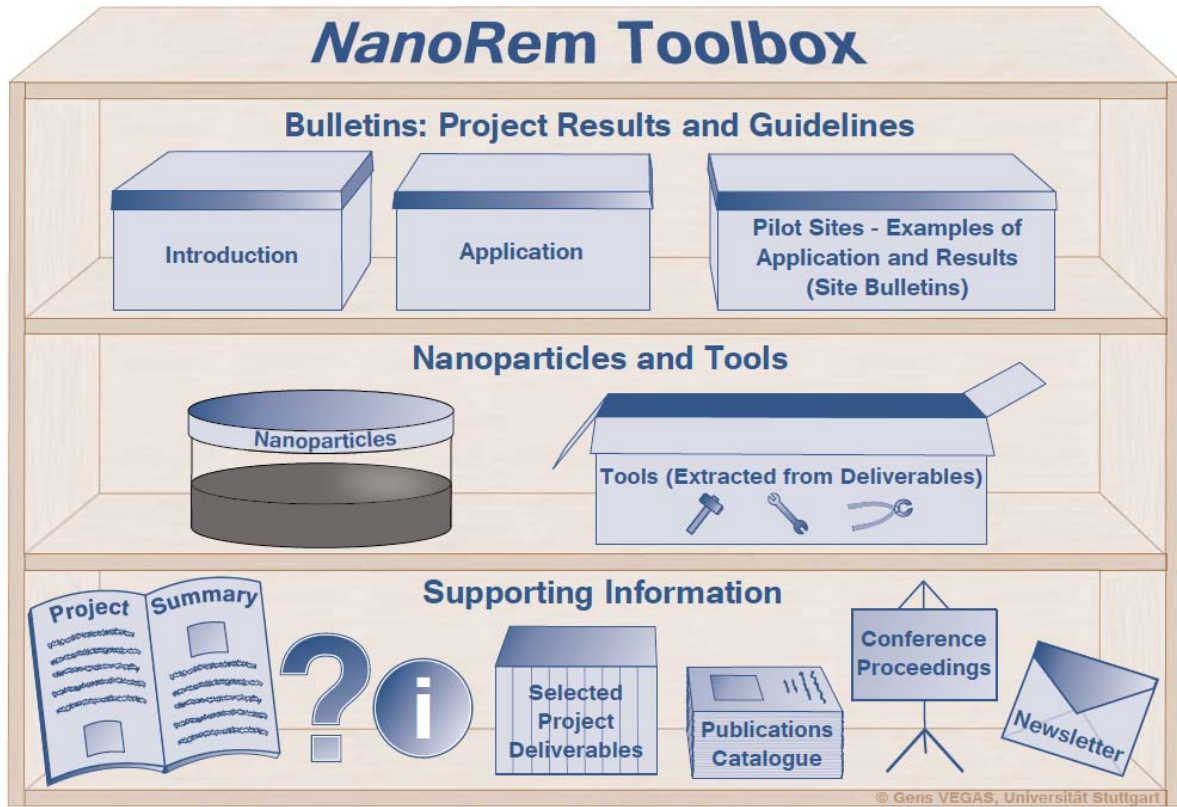 NanoRem Toolbox
Bulletins: Project Results and Guidelines
Introduction
Application
Pilot Sites - Examples of
Application and Results
(Site Bulletins)
Nanoparticles and Tools
Nanoparticles
Tools (Extracted from Deliverables)
Supporting Information
Project Summary
?
i
Selected
Project
Deliverables
Publications
Catalogue
Conference
Proceedings
Newsletter
© Gens VEGAS, Universität Stuttgart